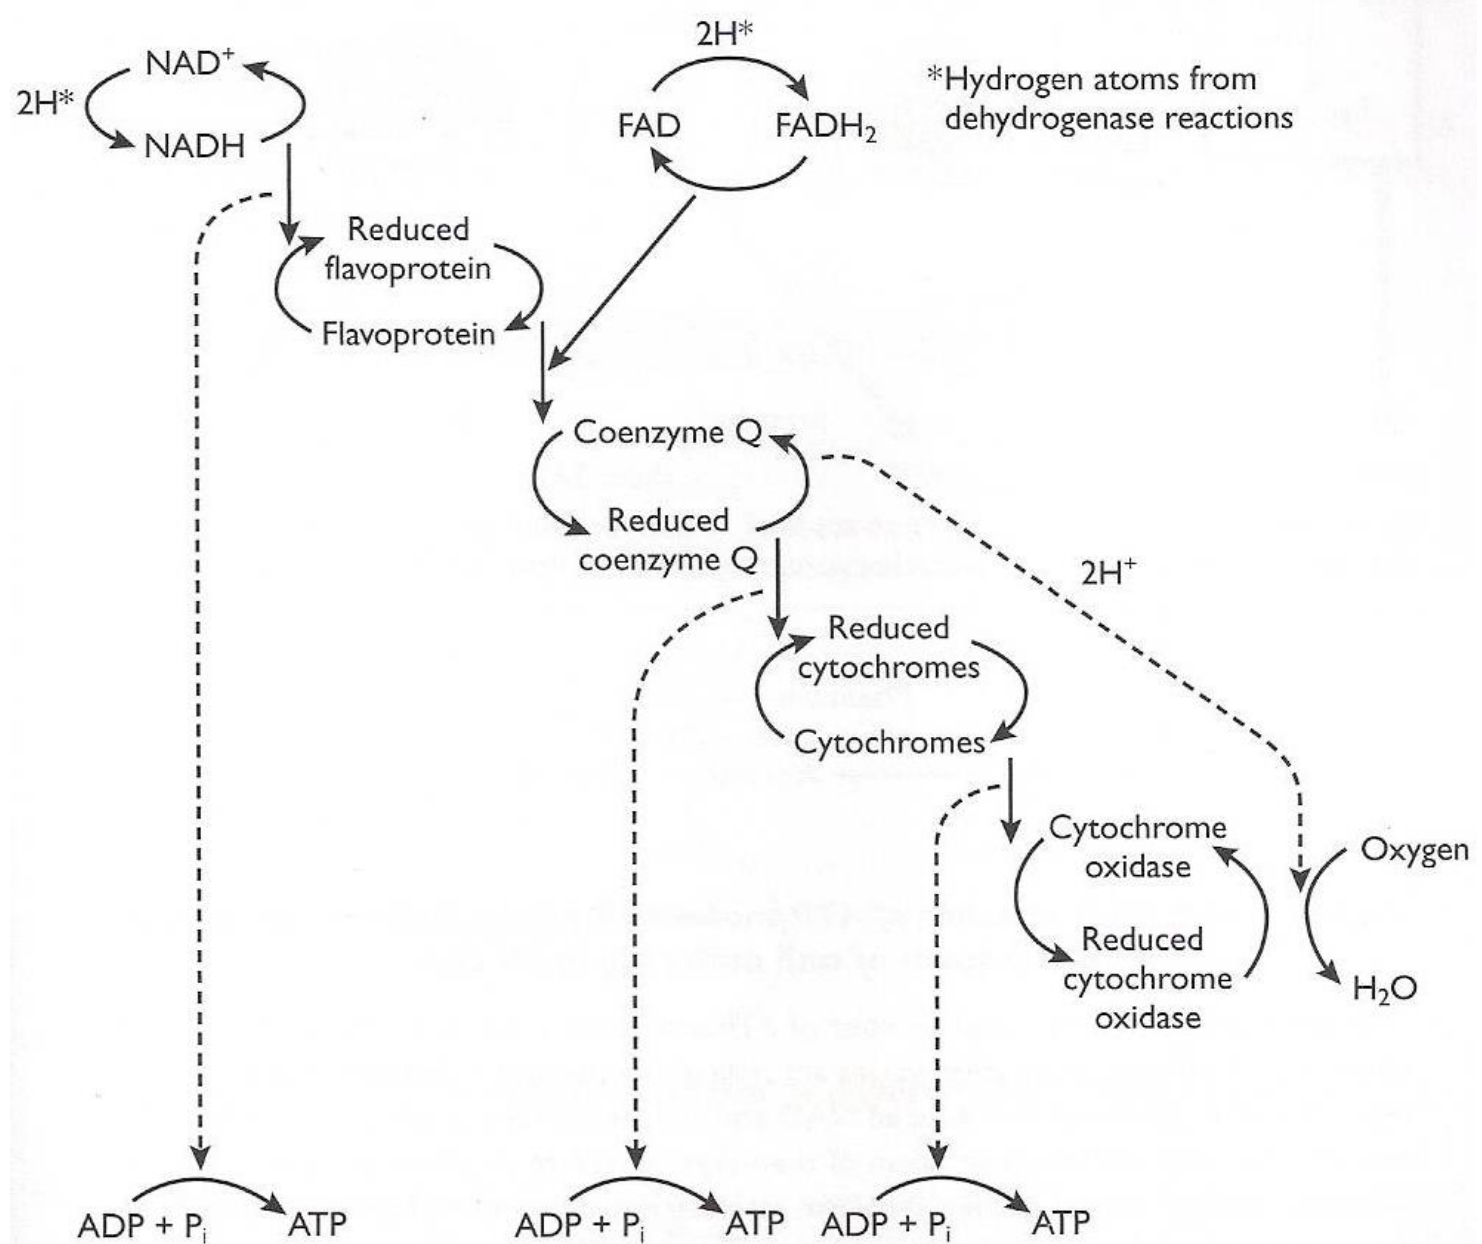 2H*
NAD⁺
2H*
NADH
FAD
FADH₂
*Hydrogen atoms from
dehydrogenase reactions
Reduced
flavoprotein
Flavoprotein
Coenzyme Q
Reduced
coenzyme Q
2H⁺
Reduced
cytochromes
Cytochromes
Cytochrome
oxidase
Oxygen
Reduced
cytochrome
oxidase
H₂O
ADP + Pᵢ
ATP
ADP + Pᵢ
ATP
ADP + Pᵢ
ATP